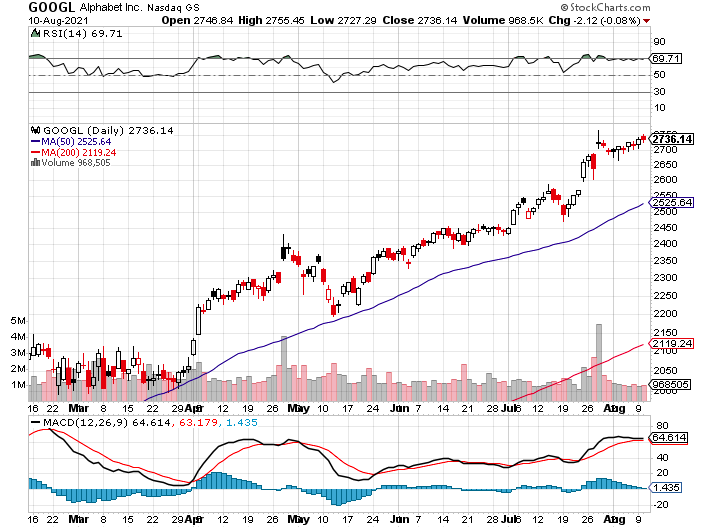 GOOGL Alphabet Inc. Nasdaq GS © StockCharts.com
10-Aug-2021 Open 2746.84 High 2755.45 Low 2727.29 Close 2736.14 Volume 968.5K Chg -2.12 (-0.08%)
RSI(14) 69.71
90
69.71
50
30
10
GOOGL (Daily) 2736.14
MA(50) 2525.64
MA(200) 2119.24
Volume 968,505
2736.14
2700
2650
2600
2550
2525.64
2500
2450
2400
2350
2300
2250
2200
2150
2119.24
2050
968505
5M
4M
3M
2M
1M
16 22 Mar 8 15 22 29 Apr 12 19 26 May 10 17 24 Jun 7 14 21 28 Jul 6 12 19 26 Aug 9
MACD(12,26,9) 64.614, 63.179, 1.435
80
64.614
40
20
1.435
-20
16 22 Mar 8 15 22 29 Apr 12 19 26 May 10 17 24 Jun 7 14 21 28 Jul 6 12 19 26 Aug 9